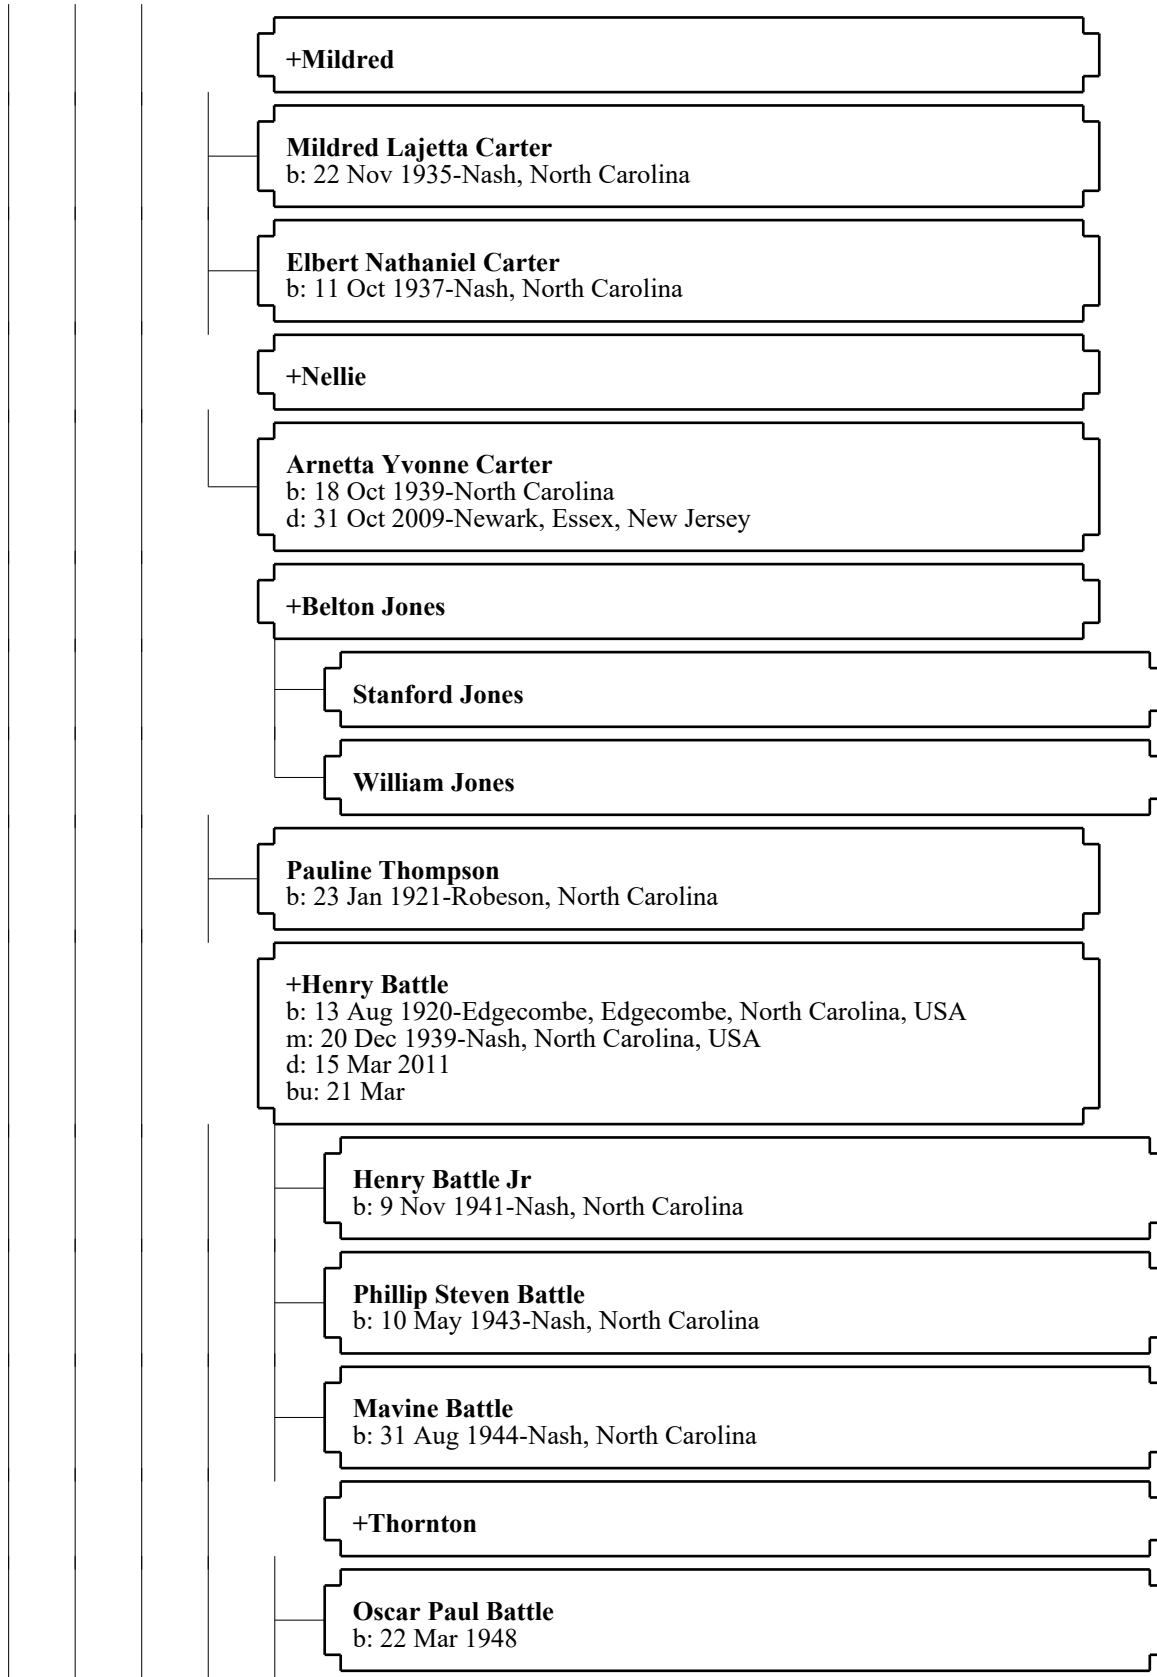 +Mildred
Mildred Lajetta Carter
b: 22 Nov 1935-Nash, North Carolina
Elbert Nathaniel Carter
b: 11 Oct 1937-Nash, North Carolina
+Nellie
Arnetta Yvonne Carter
b: 18 Oct 1939-North Carolina
d: 31 Oct 2009-Newark, Essex, New Jersey
+Belton Jones
Stanford Jones
William Jones
Pauline Thompson
b: 23 Jan 1921-Robeson, North Carolina
+Henry Battle
b: 13 Aug 1920-Edgecombe, Edgecombe, North Carolina, USA
m: 20 Dec 1939-Nash, North Carolina, USA
d: 15 Mar 2011
bu: 21 Mar
Henry Battle Jr
b: 9 Nov 1941-Nash, North Carolina
Phillip Steven Battle
b: 10 May 1943-Nash, North Carolina
Mavine Battle
b: 31 Aug 1944-Nash, North Carolina
+Thornton
Oscar Paul Battle
b: 22 Mar 1948